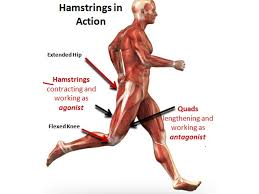 Hamstrings in
Action
Extended Hip
Hamstrings
contracting and
working as
agonist
Quads
lengthening and
working as
antagonist
Flexed Knee